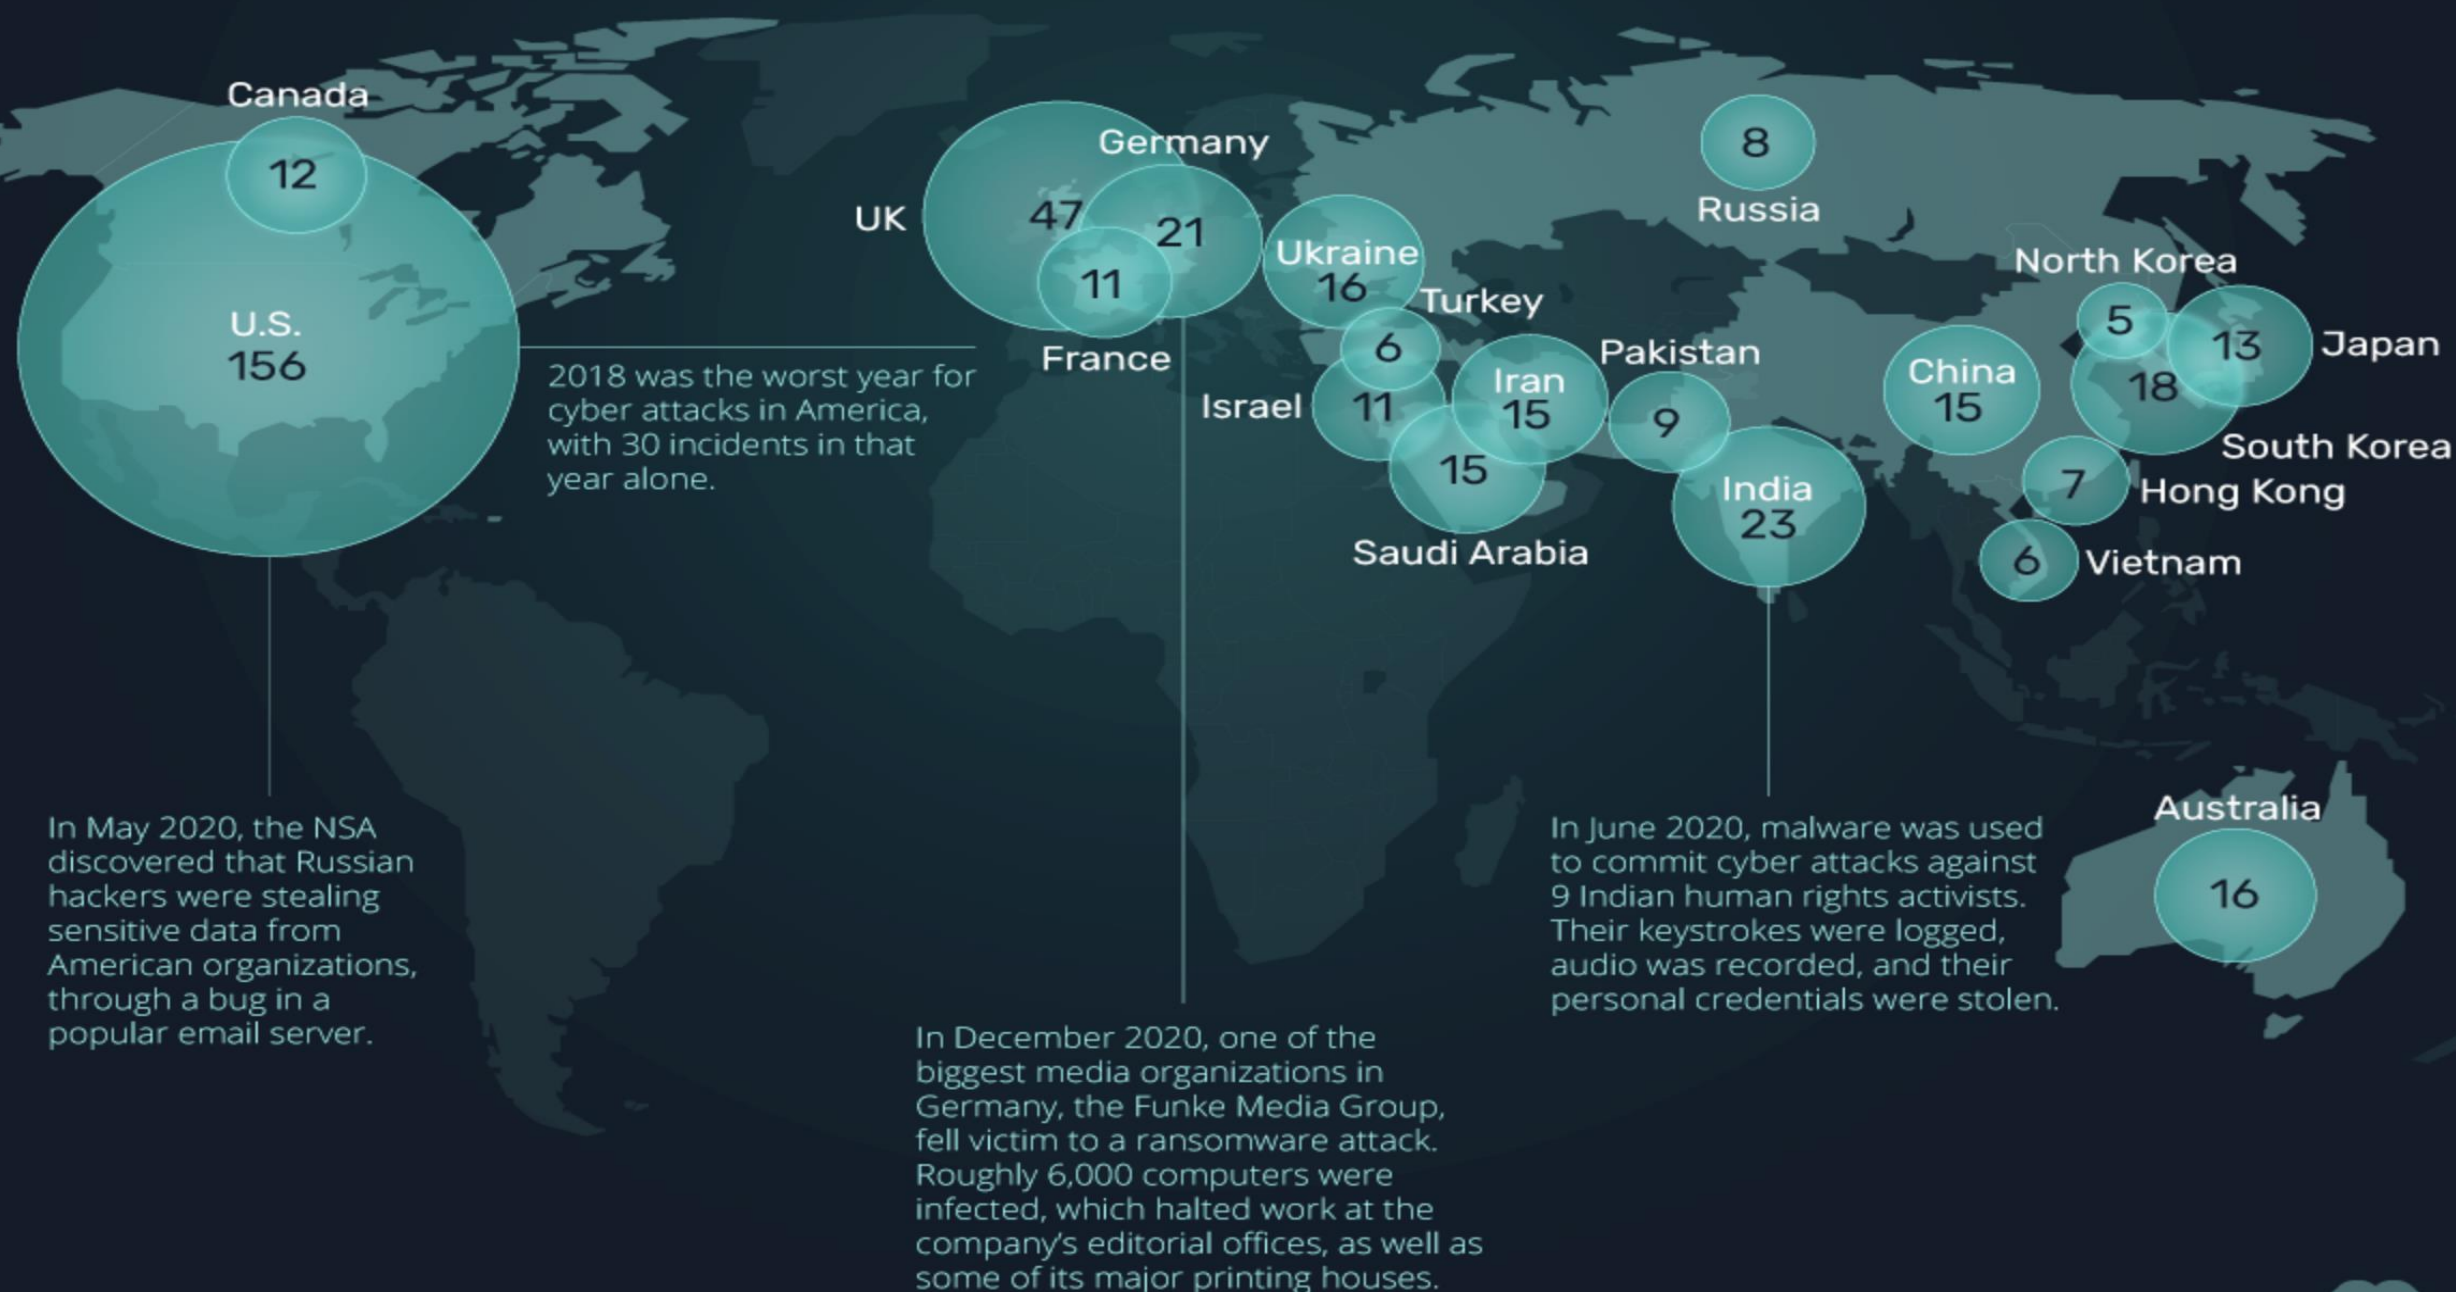 Canada
12
U.S.
156
2018 was the worst year for
cyber attacks in America,
with 30 incidents in that
year alone.
In May 2020, the NSA
discovered that Russian
hackers were stealing
sensitive data from
American organizations,
through a bug in a
popular email server.
UK
47
Germany
21
France
11
In December 2020, one of the
biggest media organizations in
Germany, the Funke Media Group,
fell victim to a ransomware attack.
Roughly 6,000 computers were
infected, which halted work at the
company's editorial offices, as well as
some of its major printing houses.
Ukraine
16
Turkey
6
Israel
11
Iran
15
Saudi Arabia
15
Pakistan
9
India
23
In June 2020, malware was used
to commit cyber attacks against
9 Indian human rights activists.
Their keystrokes were logged,
audio was recorded, and their
personal credentials were stolen.
8
Russia
China
15
North Korea
5
13
Japan
18
South Korea
7
Hong Kong
6
Vietnam
Australia
16